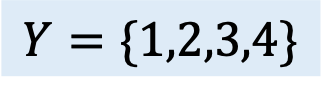 Y = {1,2,3,4}